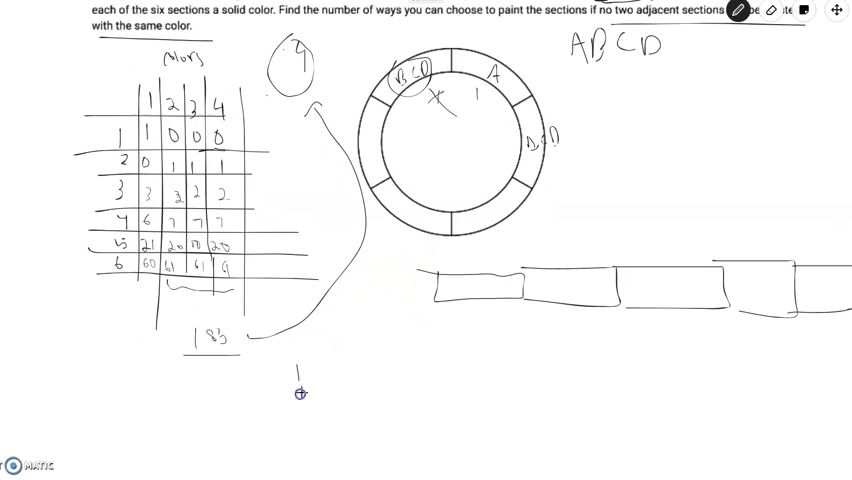 each of the six sections a solid color. Find the number of ways you can choose to paint the sections if no two adjacent sections
with the same color.
colors
4
A B C D
B C D
A
1
D
1 2 3 4
1 1 0 0 0
2 0 1 1 1
3 3 2 2 2
4 6 7 7 7
5 21 20 20 20
6 60 61 61 61
183
1
MATIC